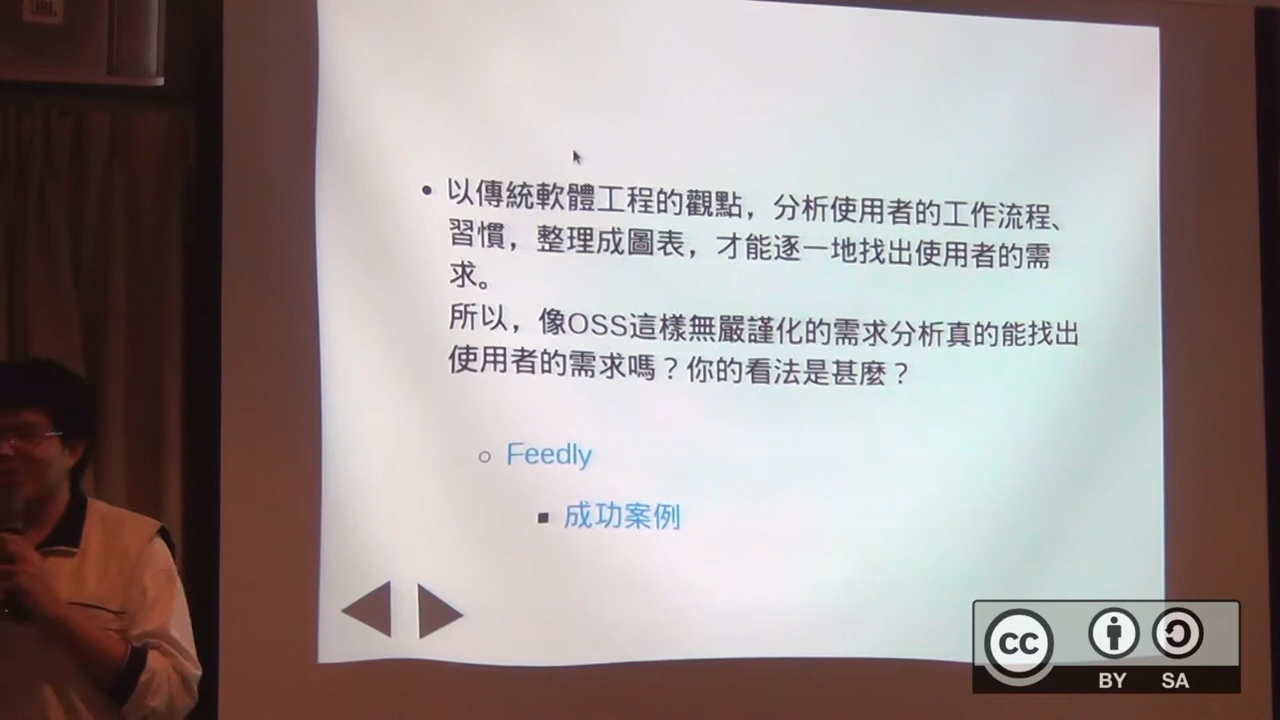 JBL
以傳統軟體工程的觀點，分析使用者的工作流程、
習慣，整理成圖表，才能逐一地找出使用者的需
求。
所以，像OSS這樣無嚴謹化的需求分析真的能找出
使用者的需求嗎？你的看法是甚麼？
Feedly
成功案例
cc
BY SA